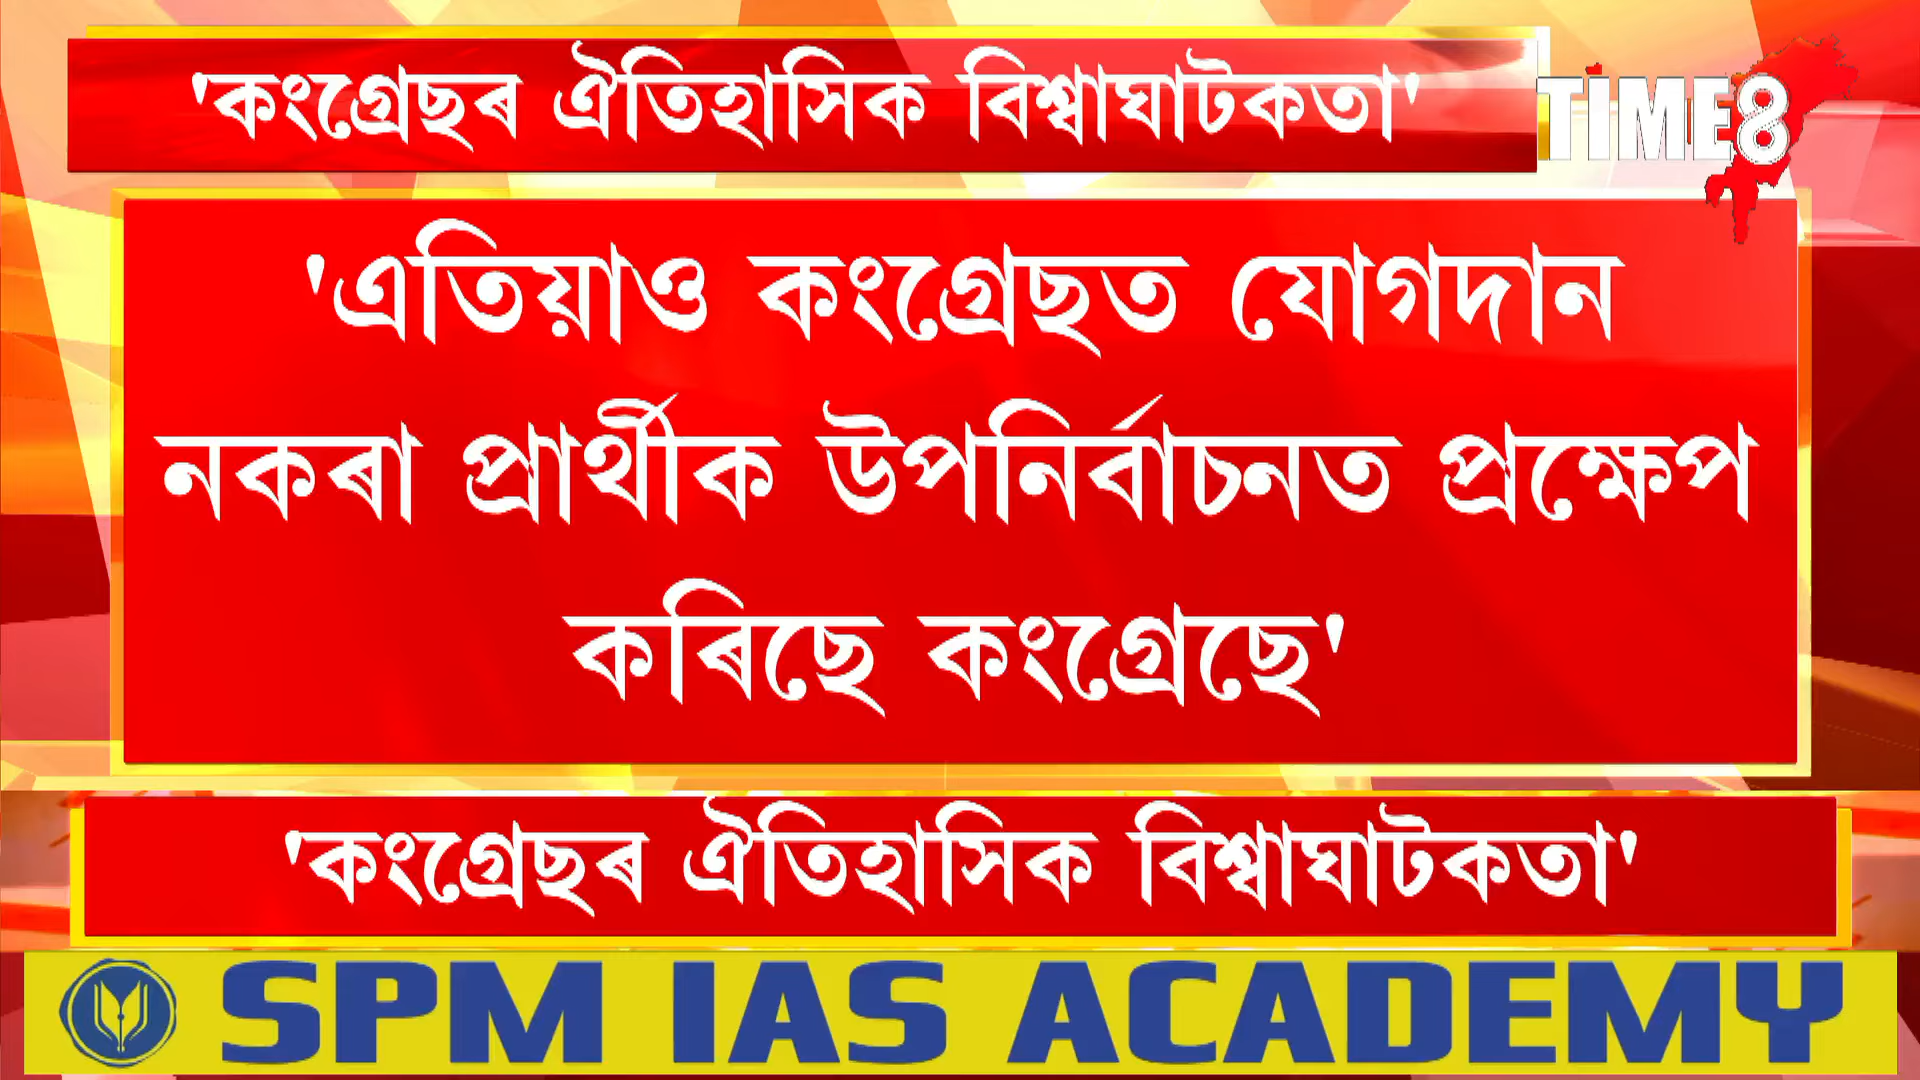 'কংগ্ৰেছৰ ঐতিহাসিক বিশ্বাঘাটকতা'
TIME8
'এতিয়াও কংগ্ৰেছত যোগদান
নকৰা প্ৰাৰ্থীক উপনিৰ্বাচনত প্ৰক্ষেপ
কৰিছে কংগ্ৰেছে'
'কংগ্ৰেছৰ ঐতিহাসিক বিশ্বাঘাটকতা'
SPM IAS ACADEMY